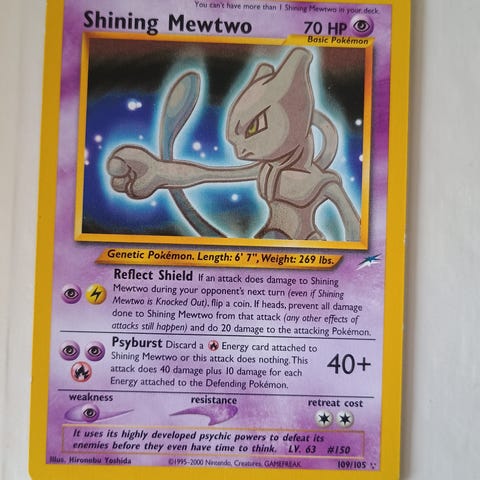 You can't have more than 1 Shining Mewtwo in your deck.
Shining Mewtwo 70 HP
Basic Pokémon
Genetic Pokémon. Length: 6' 7", Weight: 269 lbs.
Reflect Shield If an attack does damage to Shining
Mewtwo during your opponent's next turn (even if Shining
Mewtwo is Knocked Out), flip a coin. If heads, prevent all
damage done to Shining Mewtwo from that attack (any other effects of
attacks still happen) and do 20 damage to the attacking Pokémon.
Psyburst Discard a Energy card attached to
Shining Mewtwo or this attack does nothing. This
attack does 40 damage plus 10 damage for each
Energy attached to the Defending Pokémon.
40+
weakness resistance retreat cost
It uses its highly developed psychic powers to defeat its
enemies before they even have time to think. LV. 63 #150
Illus. Hironobu Yoshida ©1995-2000 Nintendo, Creatures, GAMEFREAK 109/105